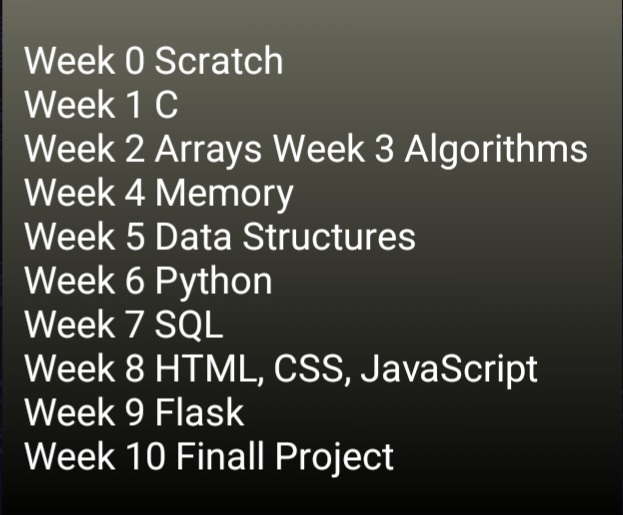 Week 0 Scratch
Week 1 C
Week 2 Arrays Week 3 Algorithms
Week 4 Memory
Week 5 Data Structures
Week 6 Python
Week 7 SQL
Week 8 HTML, CSS, JavaScript
Week 9 Flask
Week 10 Finall Project